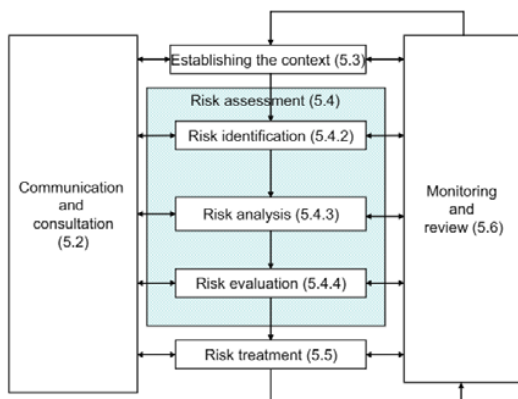 Establishing the context (5.3)
Risk assessment (5.4)
Risk identification (5.4.2)
Communication
and
consultation
(5.2)
Risk analysis (5.4.3)
Monitoring
and
review (5.6)
Risk evaluation (5.4.4)
Risk treatment (5.5)